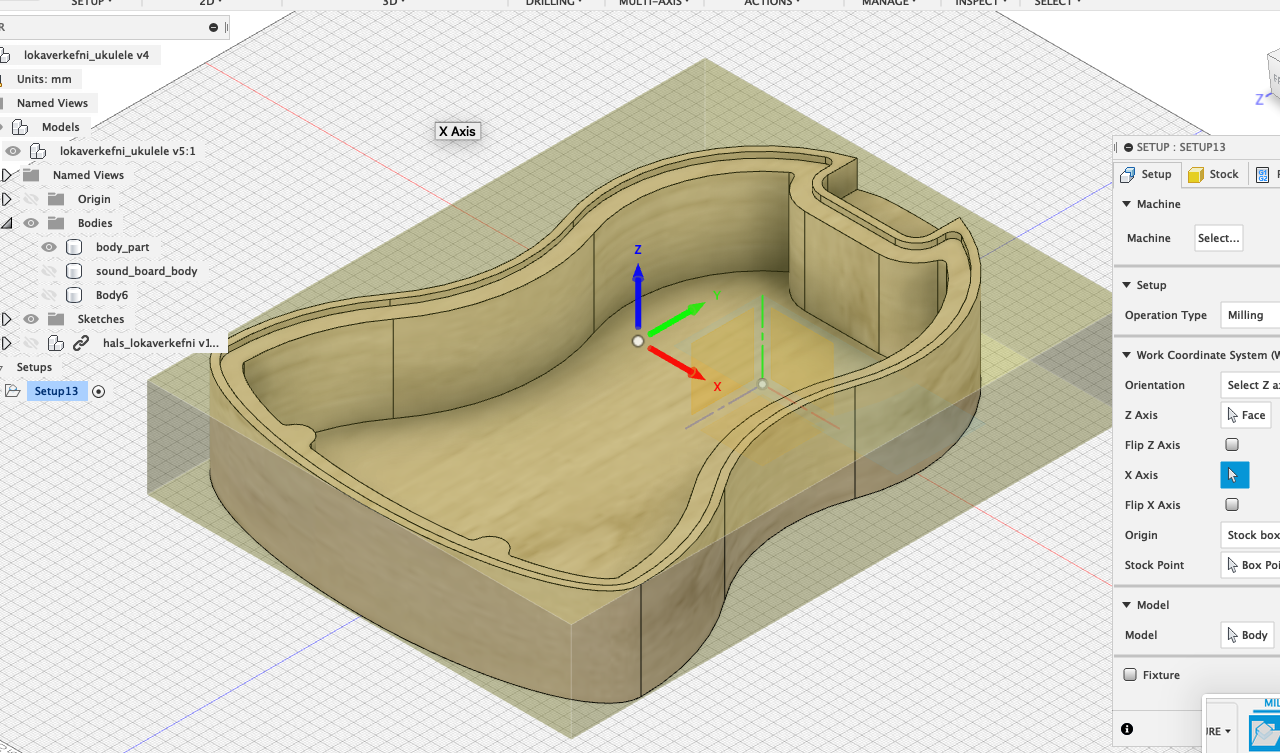 SETUP
2D
3D
DRILLING
MULTI-AXIS
ACTIONS
MANAGE
INSPECT
SELECT
R
lokaverkefni_ukulele v4
Units: mm
Named Views
Models
lokaverkefni_ukulele v5:1
Named Views
Origin
Bodies
body_part
sound_board_body
Body6
Sketches
hals_lokaverkefni v1...
Setups
Setup13
X Axis
Z
Y
X
Z
SETUP : SETUP13
Setup
Stock
Machine
Machine
Select...
Setup
Operation Type
Milling
Work Coordinate System (W
Orientation
Select Z a
Z Axis
Face
Flip Z Axis
X Axis
Flip X Axis
Origin
Stock box
Stock Point
Box Poi
Model
Model
Body
Fixture
MIL
URE